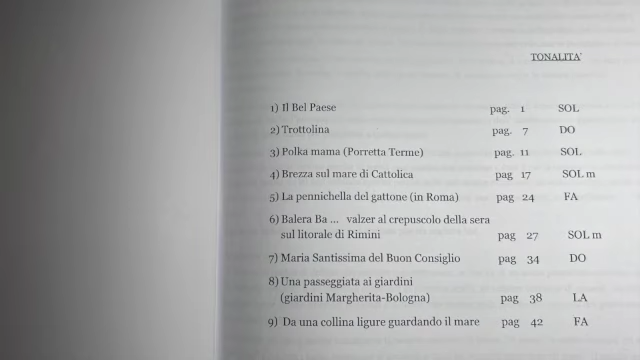 TONALITA'
1) Il Bel Paese pag. 1 SOL
2) Trottolina pag. 7 DO
3) Polka mama (Porretta Terme) pag. 11 SOL
4) Brezza sul mare di Cattolica pag 17 SOL m
5) La pennichella del gattone (in Roma) pag 24 FA
6) Balera Ba ... valzer al crepuscolo della sera
sul litorale di Rimini pag 27 SOL m
7) Maria Santissima del Buon Consiglio pag 34 DO
8) Una passeggiata ai giardini
(giardini Margherita-Bologna) pag 38 LA
9) Da una collina ligure guardando il mare pag 42 FA